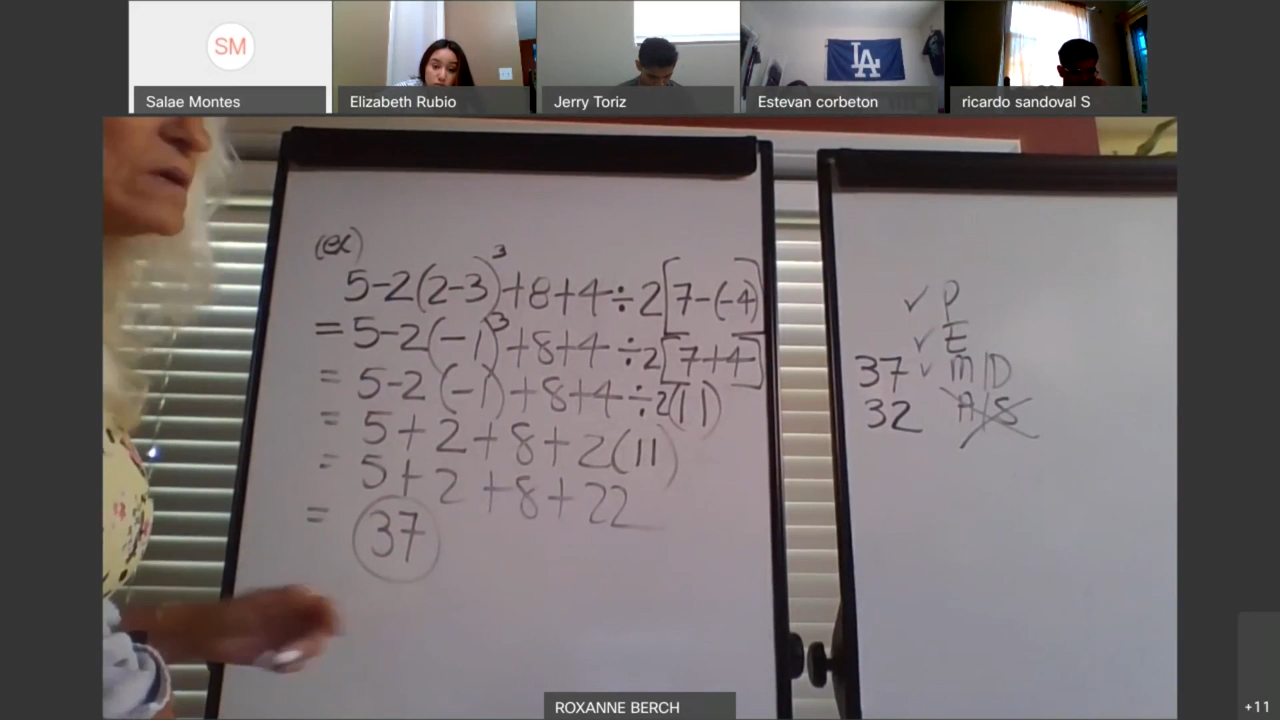 SM
Salae Montes
Elizabeth Rubio
Jerry Toriz
LA
Estevan corbeton
ricardo sandoval S
(ex)
5-2(2-3)³+8+4÷2[7-(-4)]
=5-2(-1)³+8+4÷2[7+4]
=5-2(-1)+8+4÷2(11)
=5+2+8+2(11)
=5+2+8+22
=37
✓ P
✓ E
37 ✓ M/D
32 A/S
ROXANNE BERCH
+11